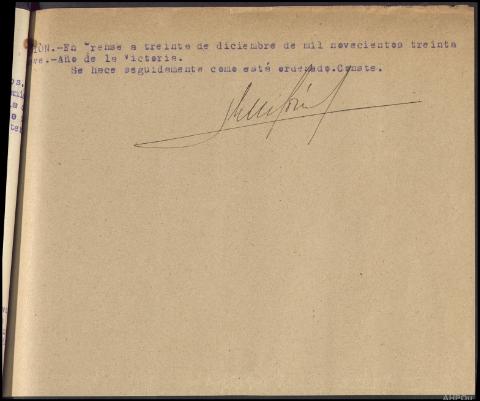 ION.-En Orense a treinta de diciembre de mil novecientos treinta
ve.-Año de la Victoria.
Se hace seguidamente como está ordenado.Conste.
os,
AHPOu